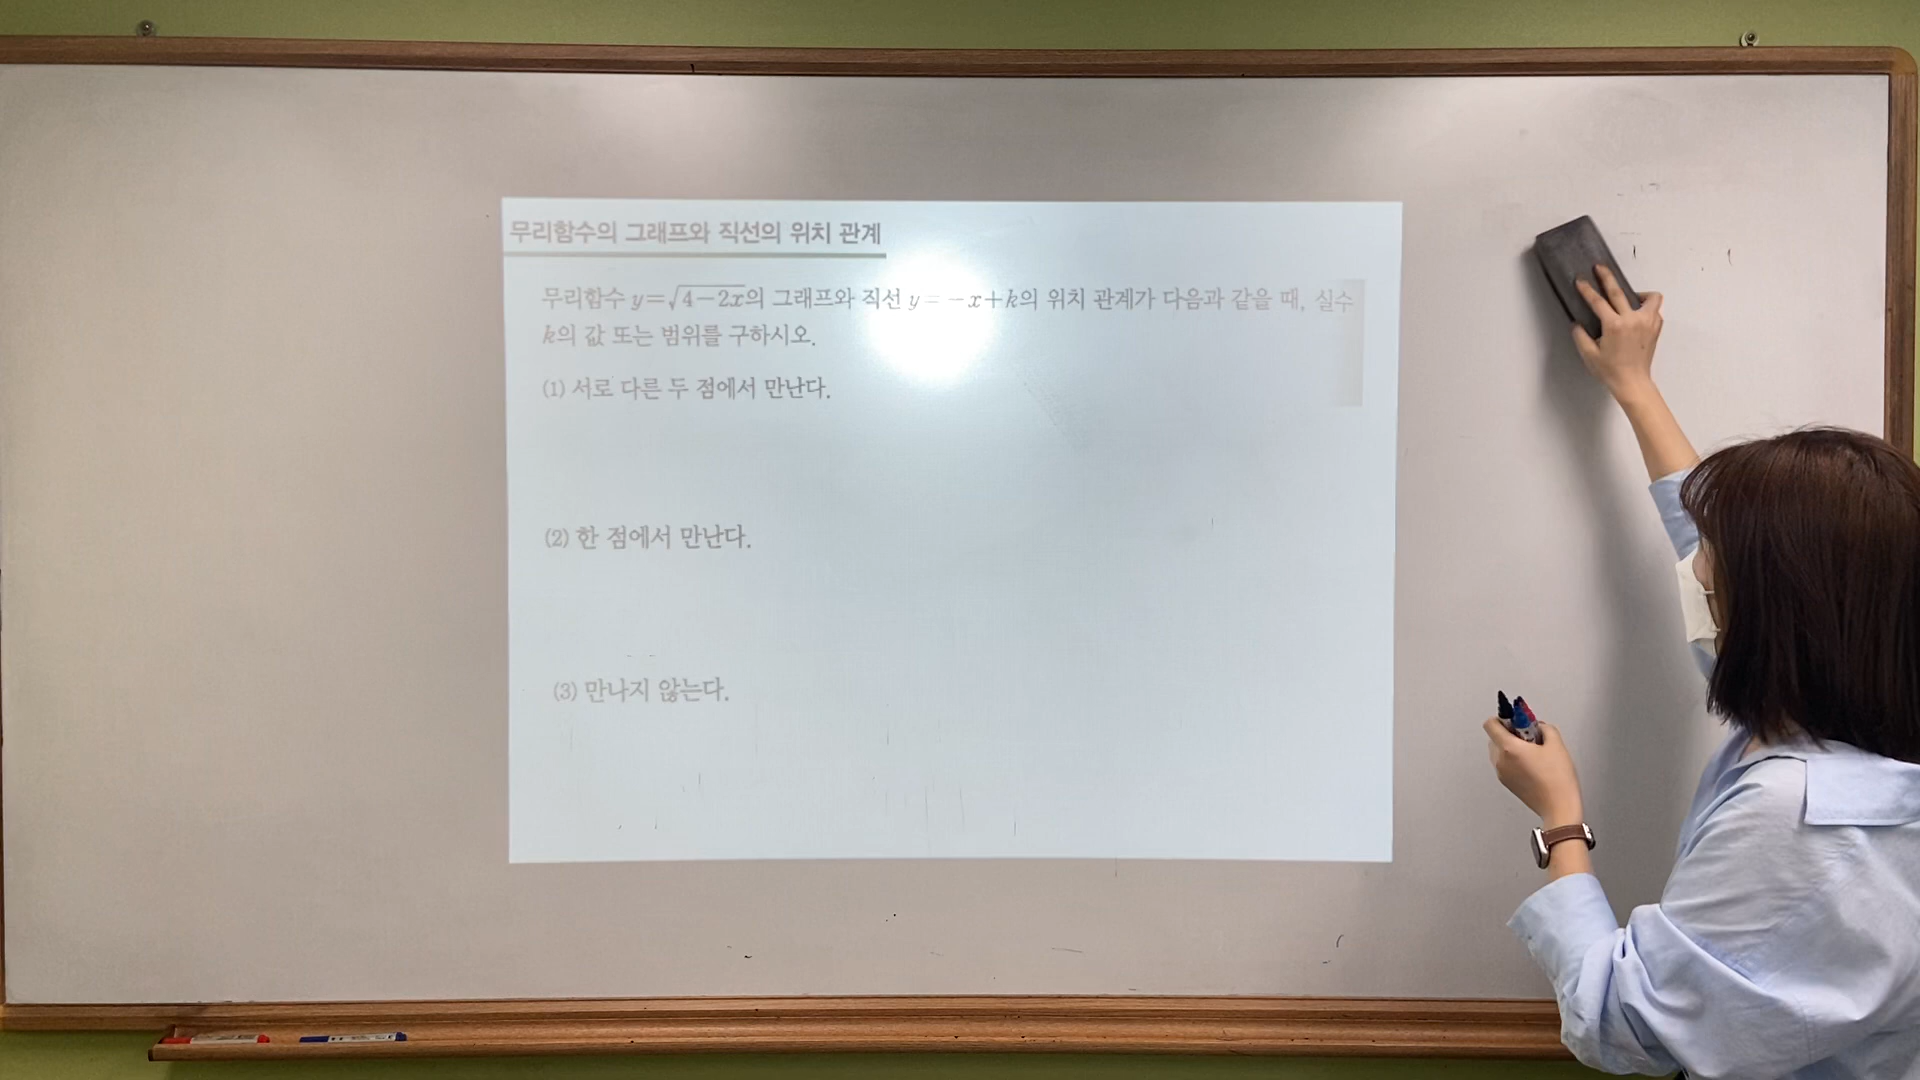 무리함수의 그래프와 직선의 위치 관계
무리함수 y=√4-2x의 그래프와 직선 y=-x+k의 위치 관계가 다음과 같을 때, 실수
k의 값 또는 범위를 구하시오.
(1) 서로 다른 두 점에서 만난다.
(2) 한 점에서 만난다.
(3) 만나지 않는다.